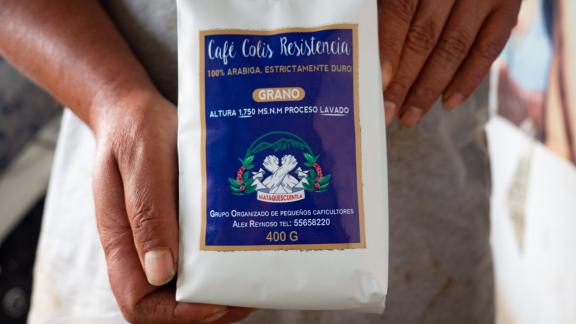 Café Colis Resistencia
100% ARABIGA, ESTRICTAMENTE DURO
GRANO
ALTURA 1,750 MS.N.M PROCESO LAVADO
MATAQUESCUINTLA
GRUPO ORGANIZADO DE PEQUEÑOS CAFICULTORES
ALEX REYNOSO TEL: 55658220
400 G